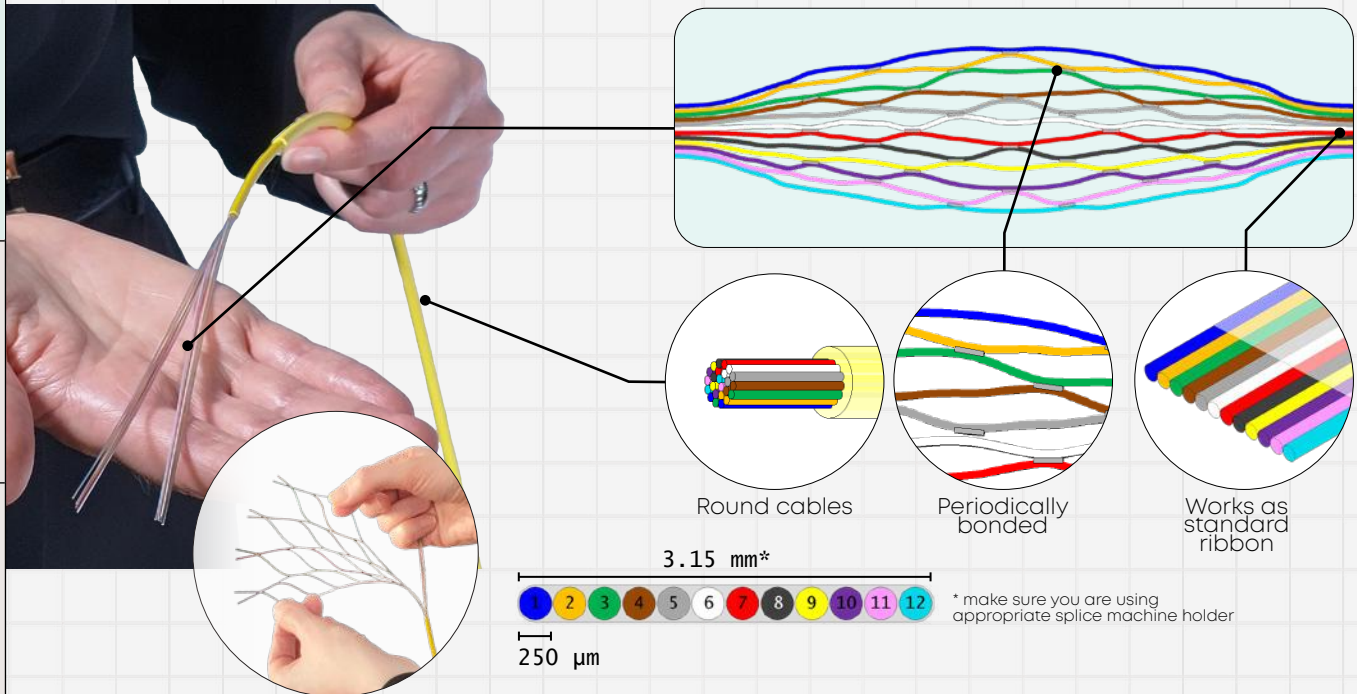 Round cables
Periodically
bonded
Works as
standard
ribbon
3.15 mm*
1 2 3 4 5 6 7 8 9 10 11 12
* make sure you are using
appropriate splice machine holder
250 μm